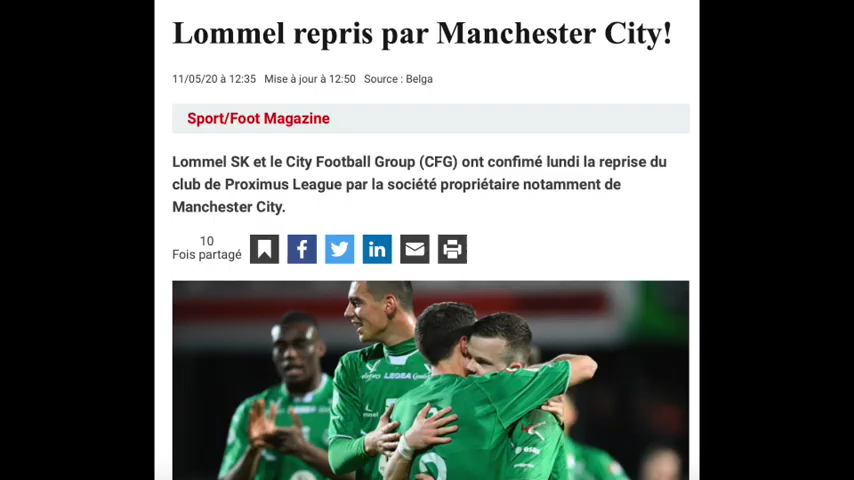 Lommel repris par Manchester City!
11/05/20 à 12:35 Mise à jour à 12:50 Source : Belga
Sport/Foot Magazine
Lommel SK et le City Football Group (CFG) ont confimé lundi la reprise du
club de Proximus League par la société propriétaire notamment de
Manchester City.
10
Fois partagé
LEGEA